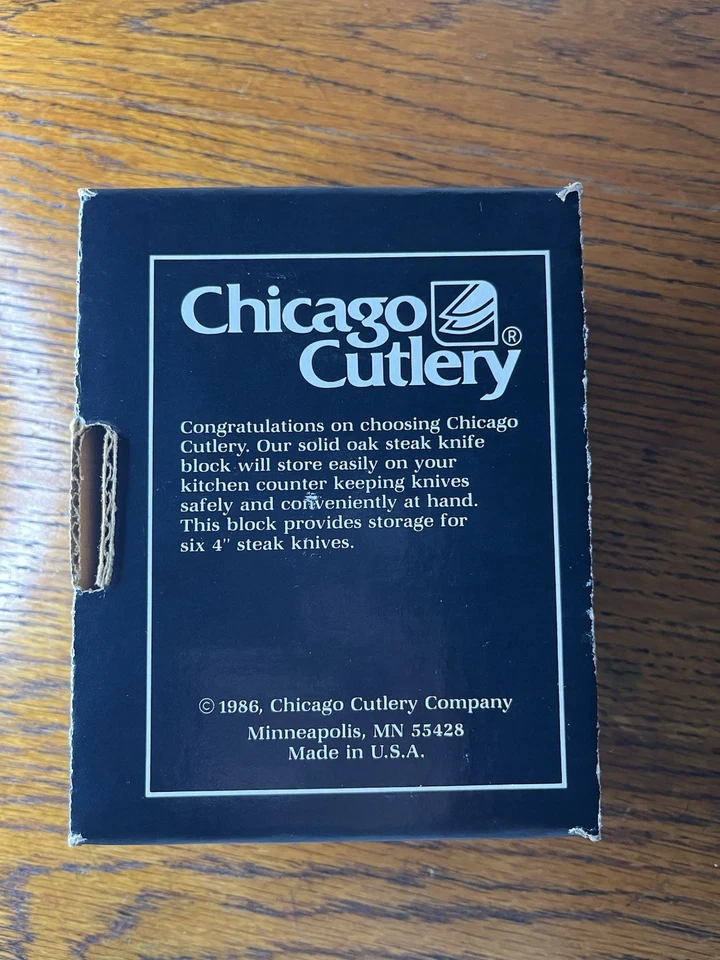 Chicago
Cutlery®
Congratulations on choosing Chicago
Cutlery. Our solid oak steak knife
block will store easily on your
kitchen counter keeping knives
safely and conveniently at hand.
This block provides storage for
six 4" steak knives.
© 1986, Chicago Cutlery Company
Minneapolis, MN 55428
Made in U.S.A.